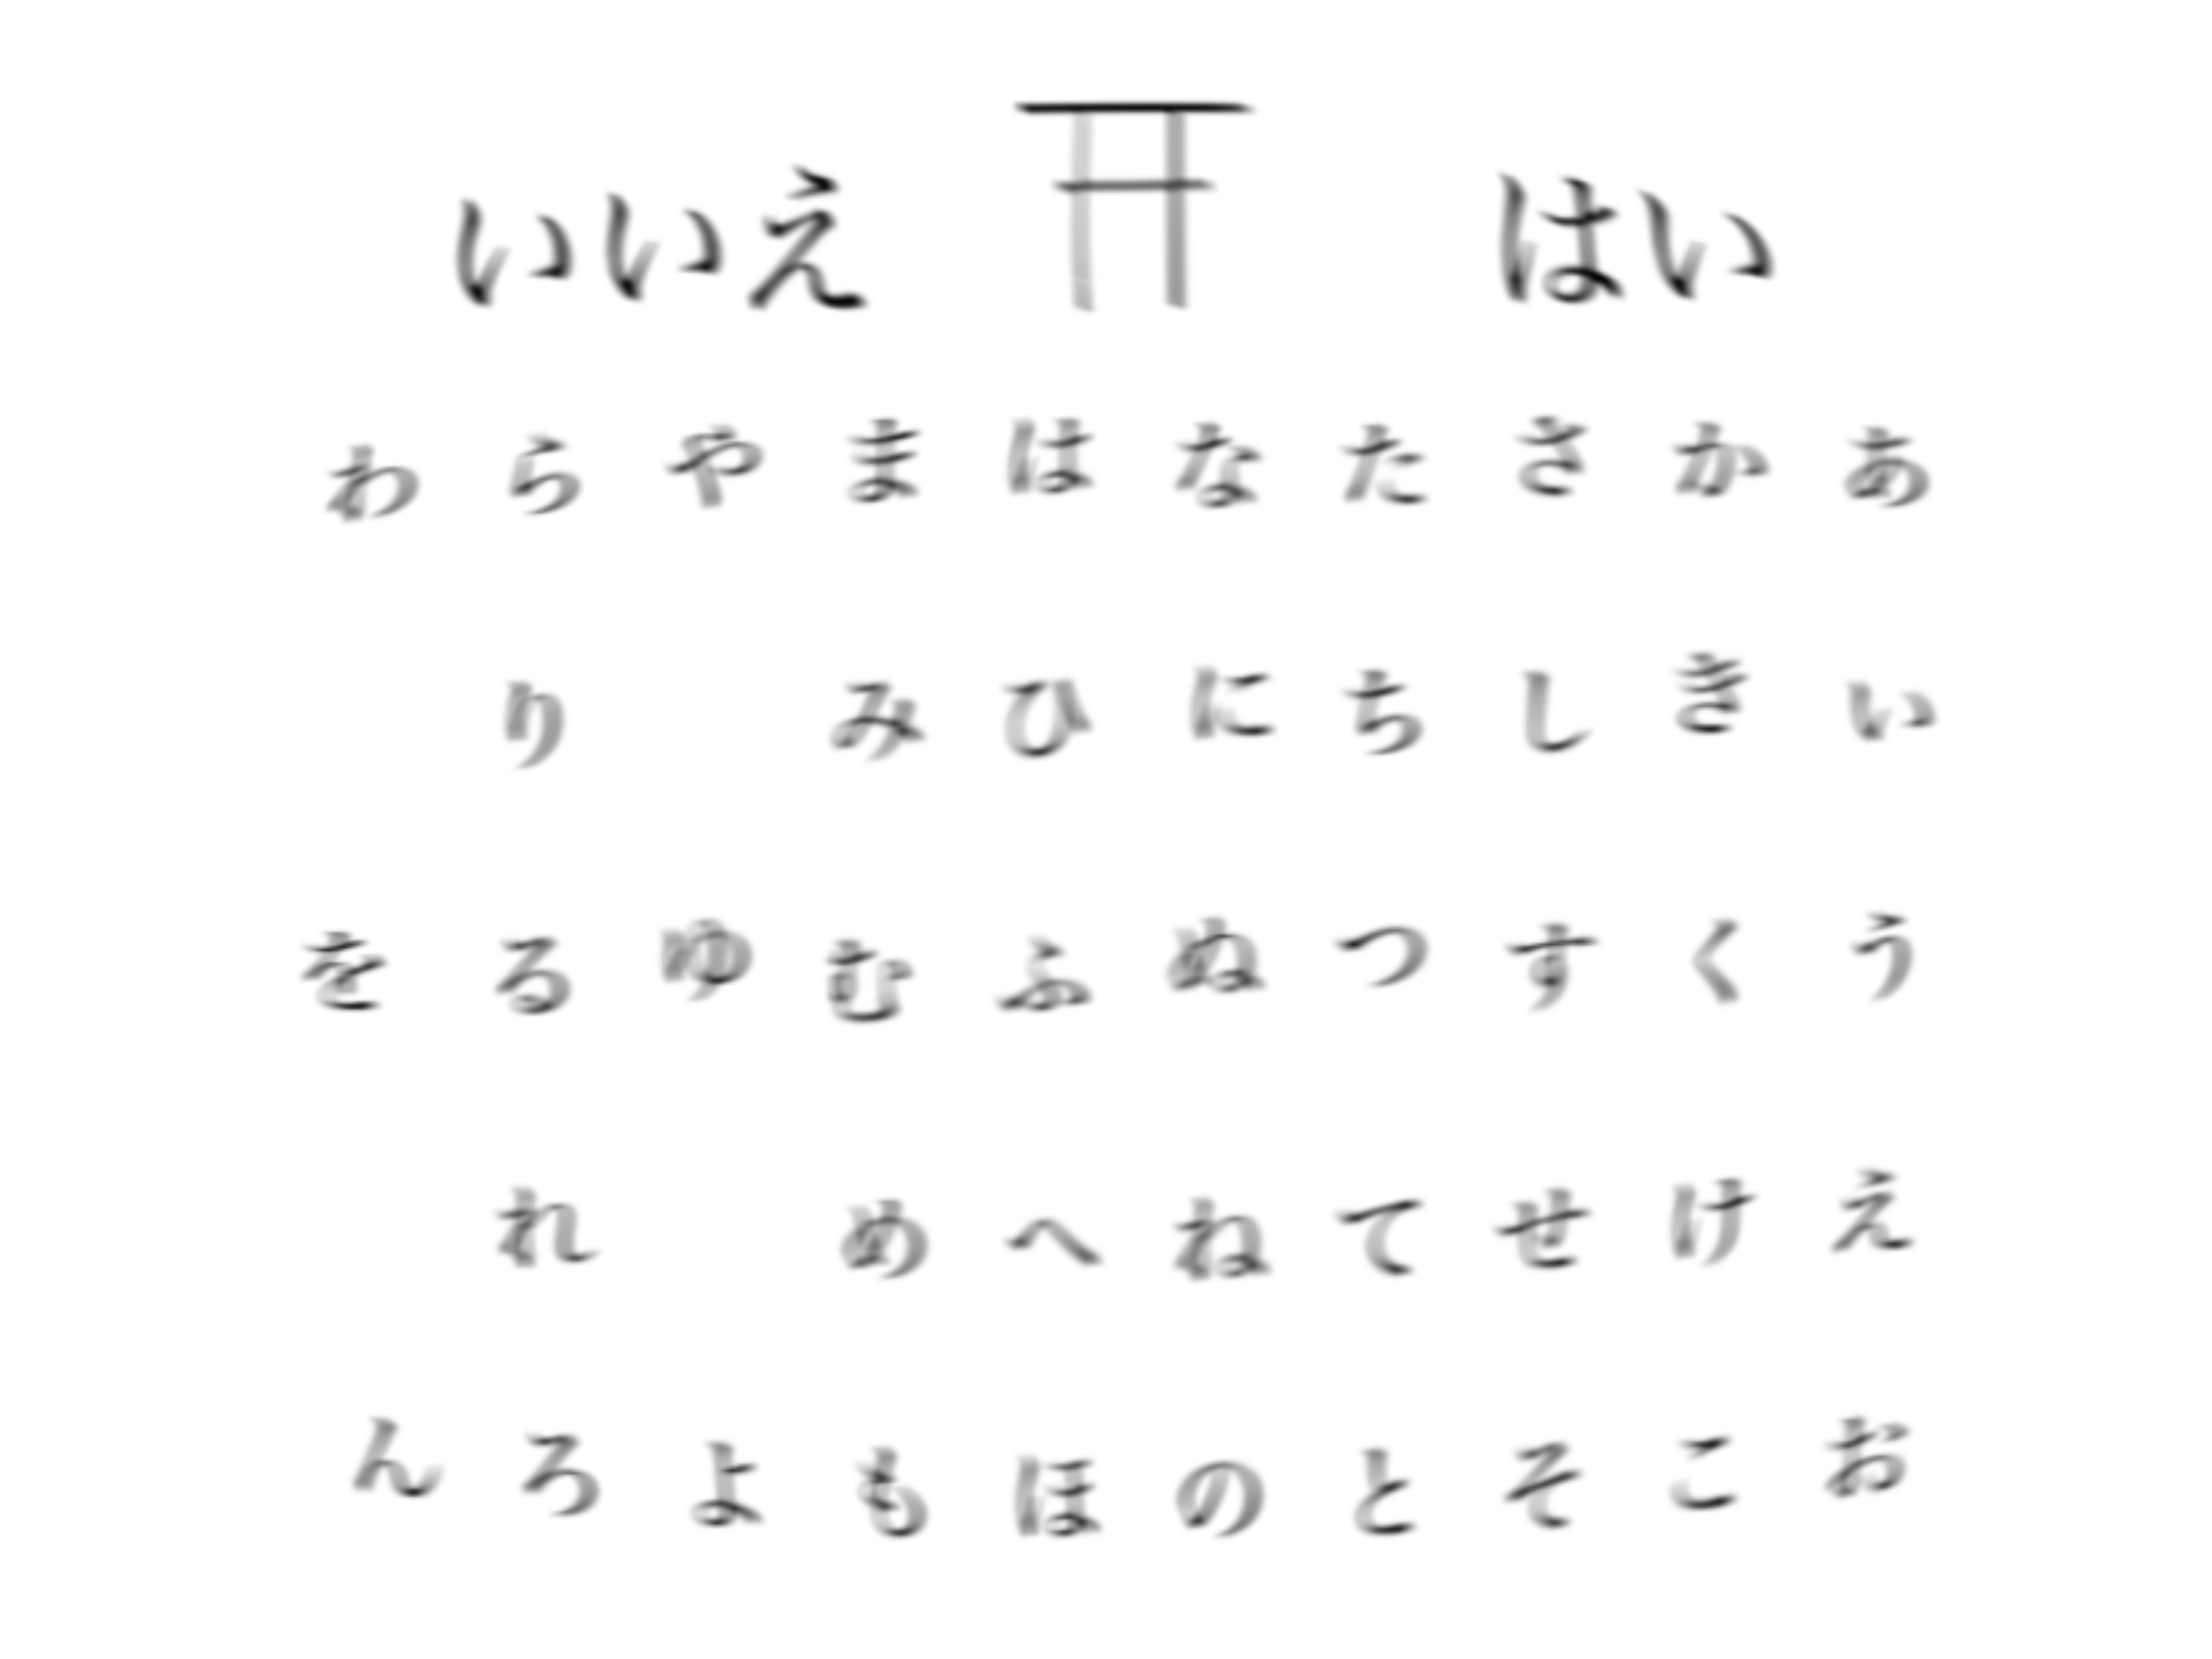 いいえ はい
わ ら や ま は な た さ か あ
り み ひ に ち し き い
を る ゆ む ふ ぬ つ す く う
れ め へ ね て せ け え
ん ろ よ も ほ の と そ こ お